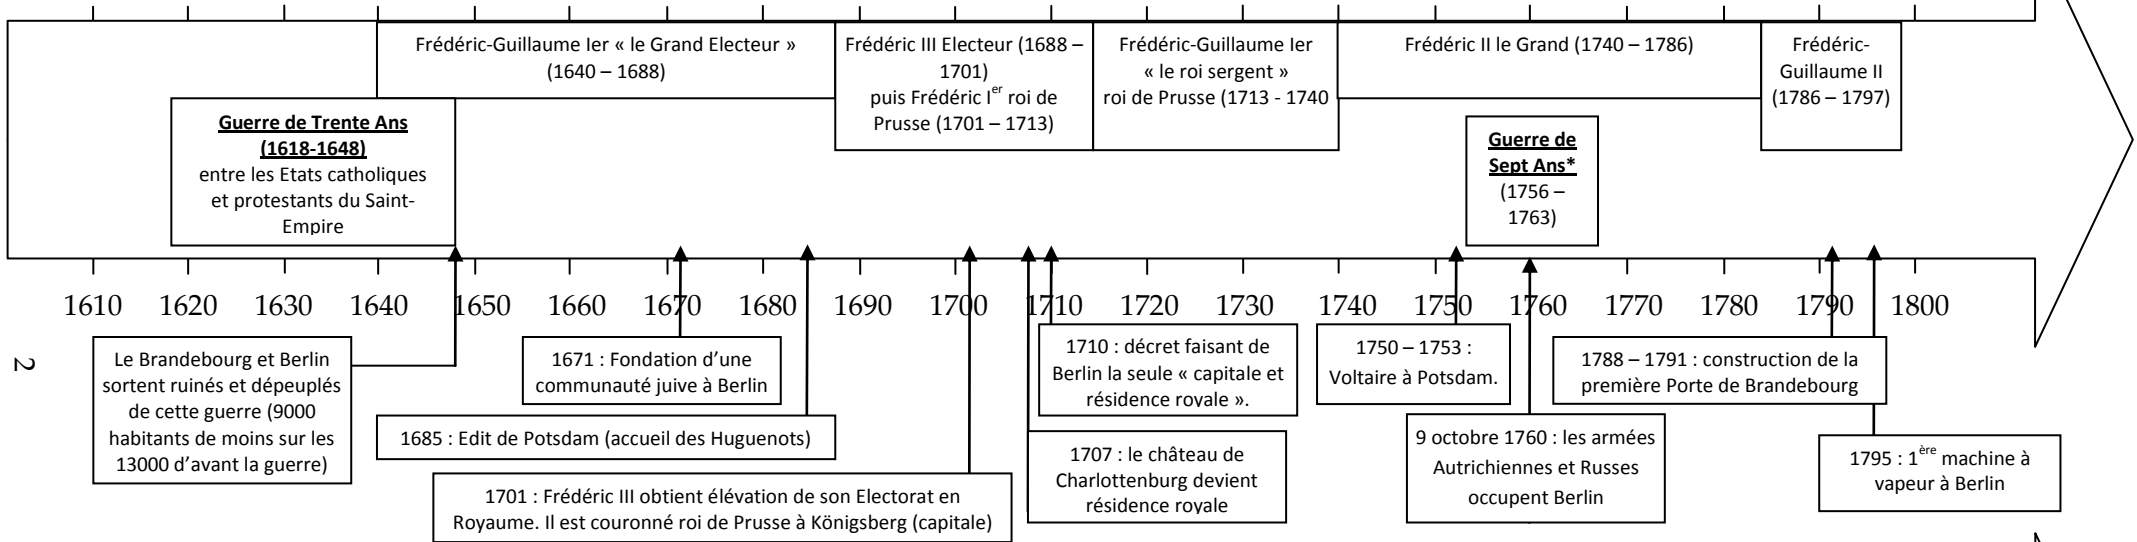 Frédéric-Guillaume Ier « le Grand Electeur »
(1640 – 1688)
Frédéric III Electeur (1688 –
1701)
puis Frédéric Ier roi de
Prusse (1701 – 1713)
Frédéric-Guillaume Ier
« le roi sergent »
roi de Prusse (1713 - 1740
Frédéric II le Grand (1740 – 1786)
Frédéric-
Guillaume II
(1786 – 1797)
Guerre de Trente Ans
(1618-1648)
entre les Etats catholiques
et protestants du Saint-
Empire
Guerre de
Sept Ans*
(1756 –
1763)
1610 1620 1630 1640 1650 1660 1670 1680 1690 1700 1710 1720 1730 1740 1750 1760 1770 1780 1790 1800
Le Brandebourg et Berlin
sortent ruinés et dépeuplés
de cette guerre (9000
habitants de moins sur les
13000 d’avant la guerre)
1671 : Fondation d’une
communauté juive à Berlin
1685 : Edit de Potsdam (accueil des Huguenots)
1701 : Frédéric III obtient élévation de son Electorat en
Royaume. Il est couronné roi de Prusse à Königsberg (capitale)
1710 : décret faisant de
Berlin la seule « capitale et
résidence royale ».
1707 : le château de
Charlottenburg devient
résidence royale
1750 – 1753 :
Voltaire à Potsdam.
9 octobre 1760 : les armées
Autrichiennes et Russes
occupent Berlin
1788 – 1791 : construction de la
première Porte de Brandebourg
1795 : 1ère machine à
vapeur à Berlin
2